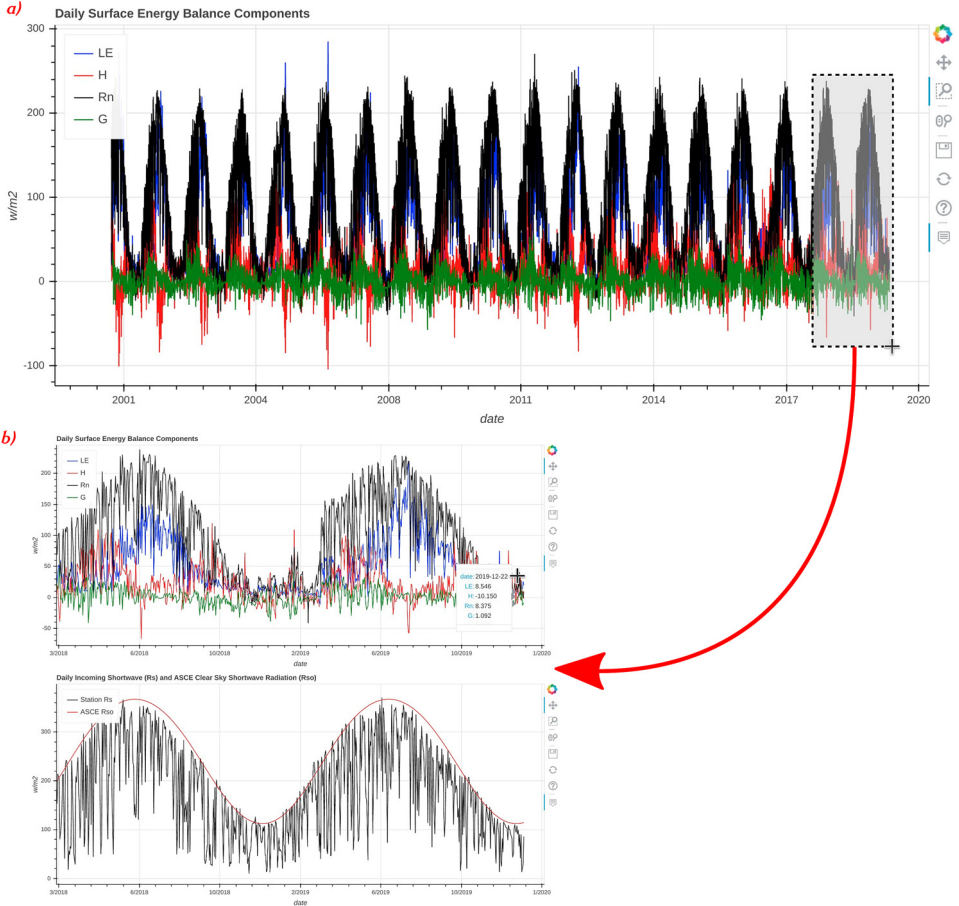 a)
Daily Surface Energy Balance Components
300
200
100
0
-100
w/m2
LE
H
Rn
G
2001
2004
2008
2011
2014
2017
2020
date
b)
Daily Surface Energy Balance Components
200
150
100
50
0
-50
w/m2
LE
H
Rn
G
date: 2019-12-22
LE: 8.546
H: -10.150
Rn: 8.375
G: 1.092
3/2018
6/2018
10/2018
2/2019
6/2019
10/2019
1/2020
date
Daily Incoming Shortwave (Rs) and ASCE Clear Sky Shortwave Radiation (Rso)
300
200
100
0
w/m2
Station Rs
ASCE Rso
3/2018
6/2018
10/2018
2/2019
6/2019
10/2019
1/2020
date